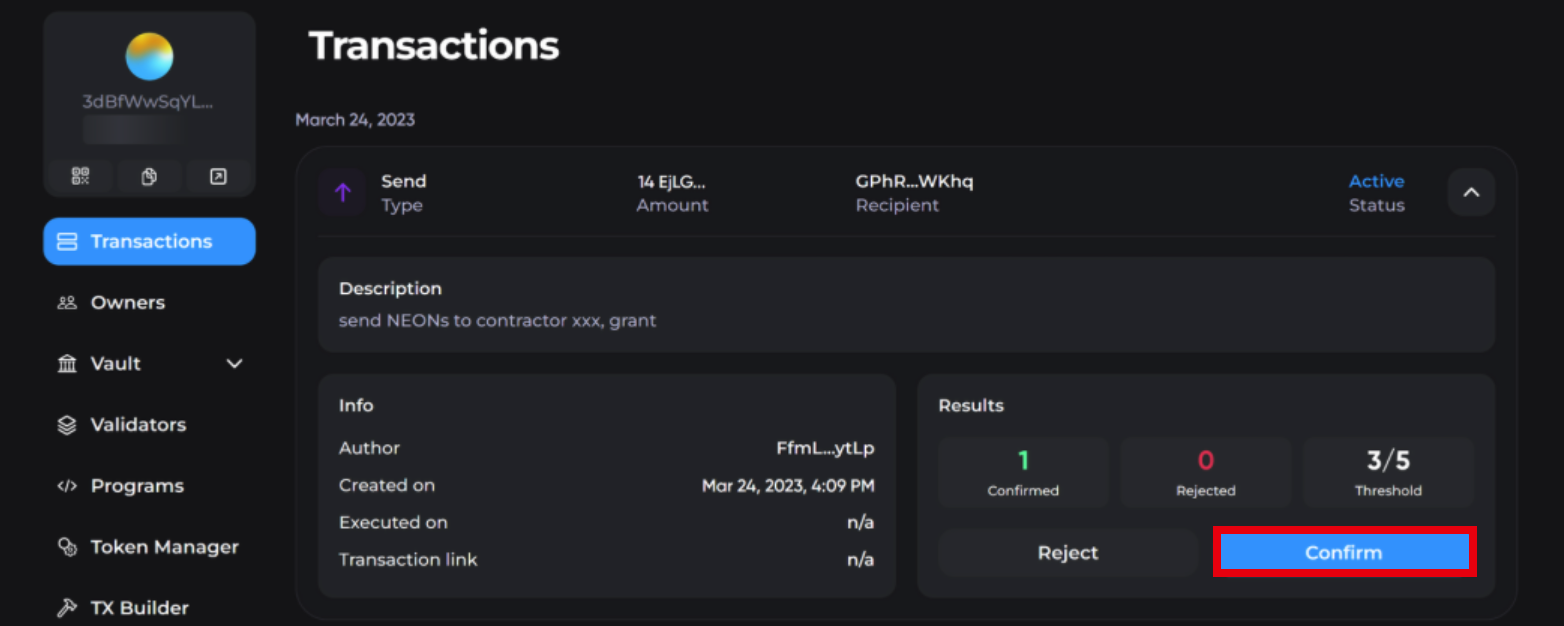 3dBfWwSqYL...
Transactions
Owners
Vault
Validators
Programs
Token Manager
TX Builder
Transactions
March 24, 2023
Send
Type
14 EjLG...
Amount
GPhR...WKhq
Recipient
Active
Status
Description
send NEONs to contractor xxx, grant
Info
Author FfmL...ytLp
Created on Mar 24, 2023, 4:09 PM
Executed on n/a
Transaction link n/a
Results
1
Confirmed
0
Rejected
3/5
Threshold
Reject
Confirm